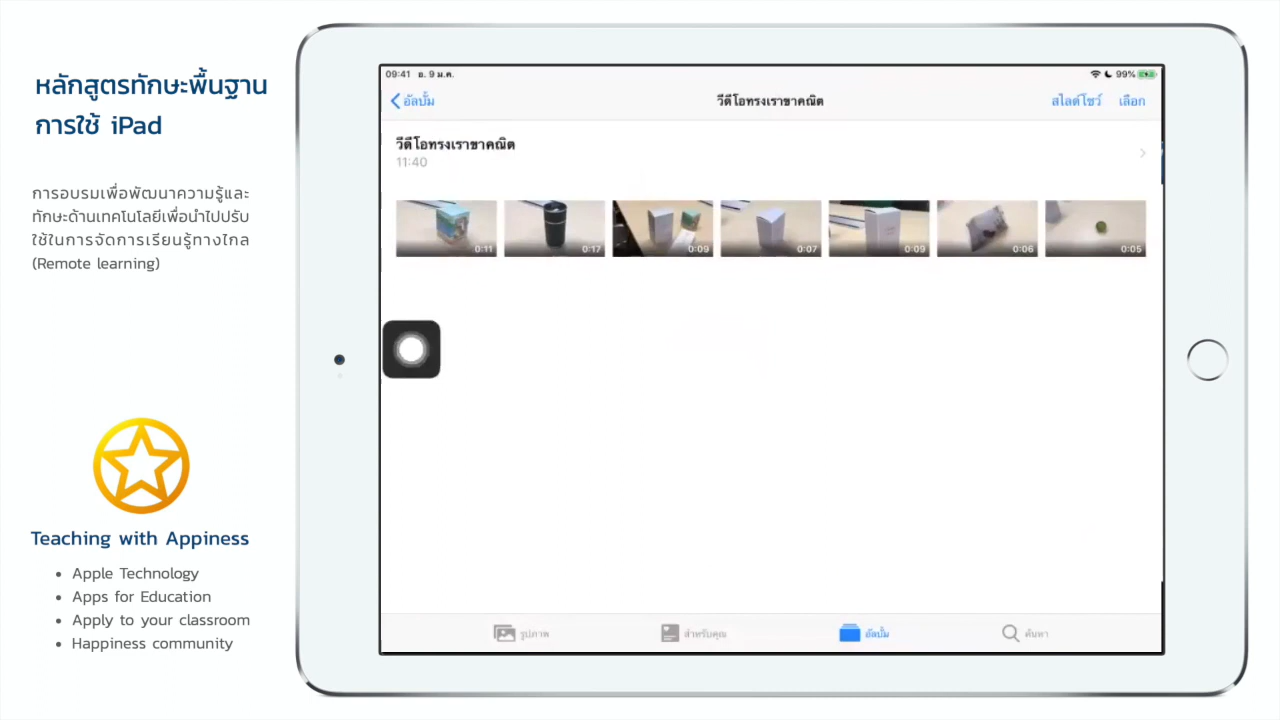 หลักสูตรทักษะพื้นฐาน
การใช้ iPad
การอบรมเพื่อพัฒนาความรู้และ
ทักษะด้านเทคโนโลยีเพื่อนำไปปรับ
ใช้ในการจัดการเรียนรู้ทางไกล
(Remote learning)
Teaching with Appiness
• Apple Technology
• Apps for Education
• Apply to your classroom
• Happiness community
09:41 อ. 9 ม.ค. 99%
อัลบั้ม วีดีโอทรงเราขาคณิต สไลด์โชว์ เลือก
วีดีโอทรงเราขาคณิต
11:40
0:11 0:17 0:09 0:07 0:09 0:06 0:05
รูปภาพ สำหรับคุณ อัลบั้ม ค้นหา